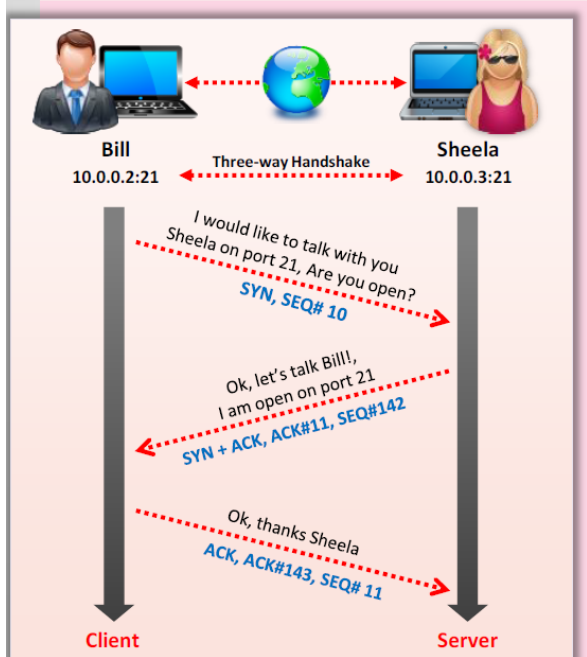 Bill
Sheela
10.0.0.2:21
Three-way Handshake
10.0.0.3:21
I would like to talk with you
Sheela on port 21, Are you open?
SYN, SEQ# 10
Ok, let’s talk Bill!,
I am open on port 21
SYN + ACK, ACK#11, SEQ#142
Ok, thanks Sheela
ACK, ACK#143, SEQ# 11
Client
Server